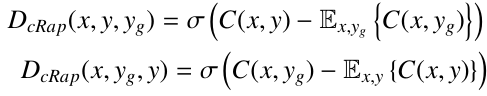 D_{cRap}(x, y, y_g) = σ(C(x, y) − 𝔼_{x,y_g} {C(x, y_g)})
D_{cRap}(x, y_g, y) = σ(C(x, y_g) − 𝔼_{x,y} {C(x, y)})